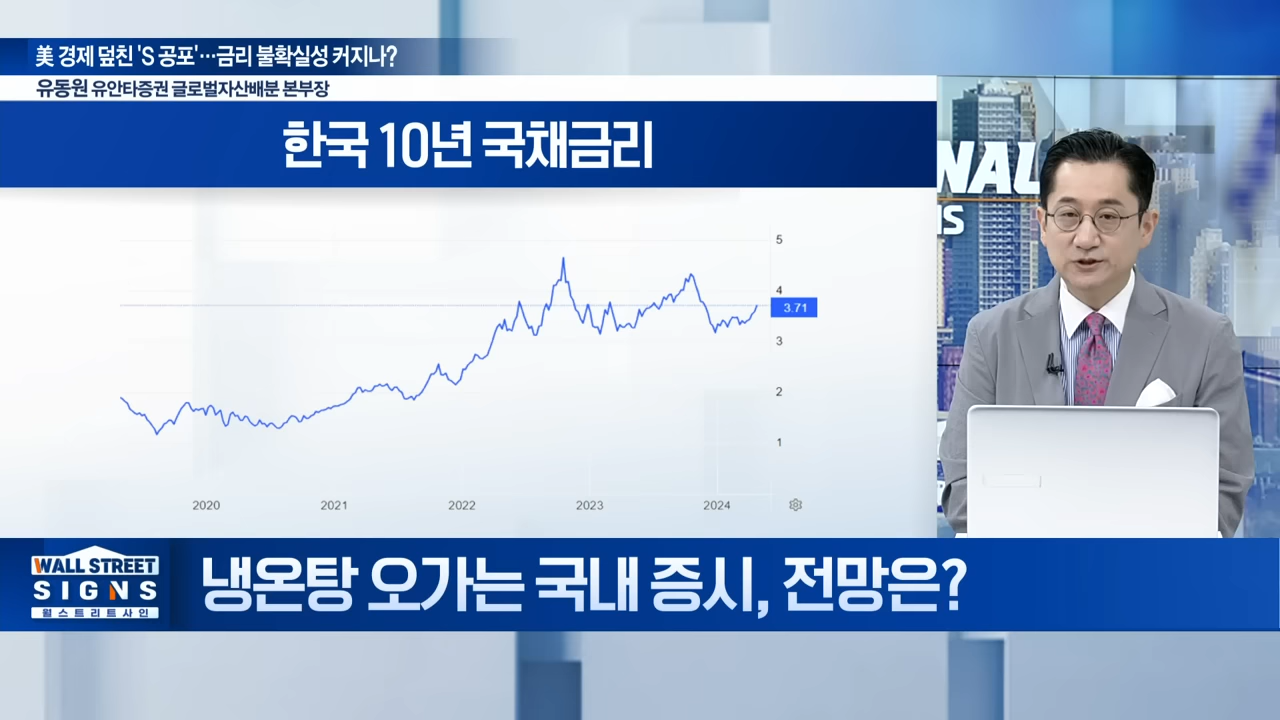 美 경제 덮친 'S 공포'…금리 불확실성 커지나?
유동원 유안타증권 글로벌자산배분 본부장
한국 10년 국채금리
5
4
3.71
3
2
1
2020 2021 2022 2023 2024
NAL
NS
WALL STREET
SIGNS
월스트리트사인
냉온탕 오가는 국내 증시, 전망은?